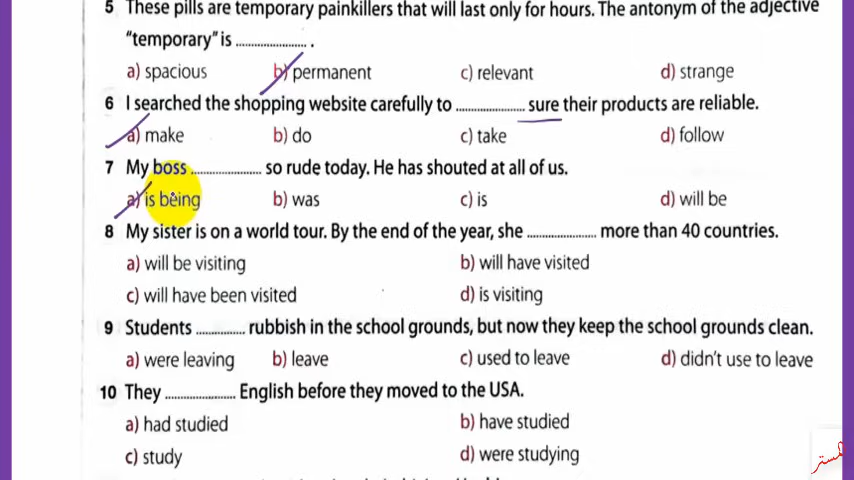 5 These pills are temporary painkillers that will last only for hours. The antonym of the adjective
"temporary" is ...................... .
a) spacious b) permanent c) relevant d) strange
6 I searched the shopping website carefully to ...................... sure their products are reliable.
a) make b) do c) take d) follow
7 My boss ...................... so rude today. He has shouted at all of us.
a) is being b) was c) is d) will be
8 My sister is on a world tour. By the end of the year, she ...................... more than 40 countries.
a) will be visiting b) will have visited
c) will have been visited d) is visiting
9 Students ............... rubbish in the school grounds, but now they keep the school grounds clean.
a) were leaving b) leave c) used to leave d) didn't use to leave
10 They ...................... English before they moved to the USA.
a) had studied b) have studied
c) study d) were studying